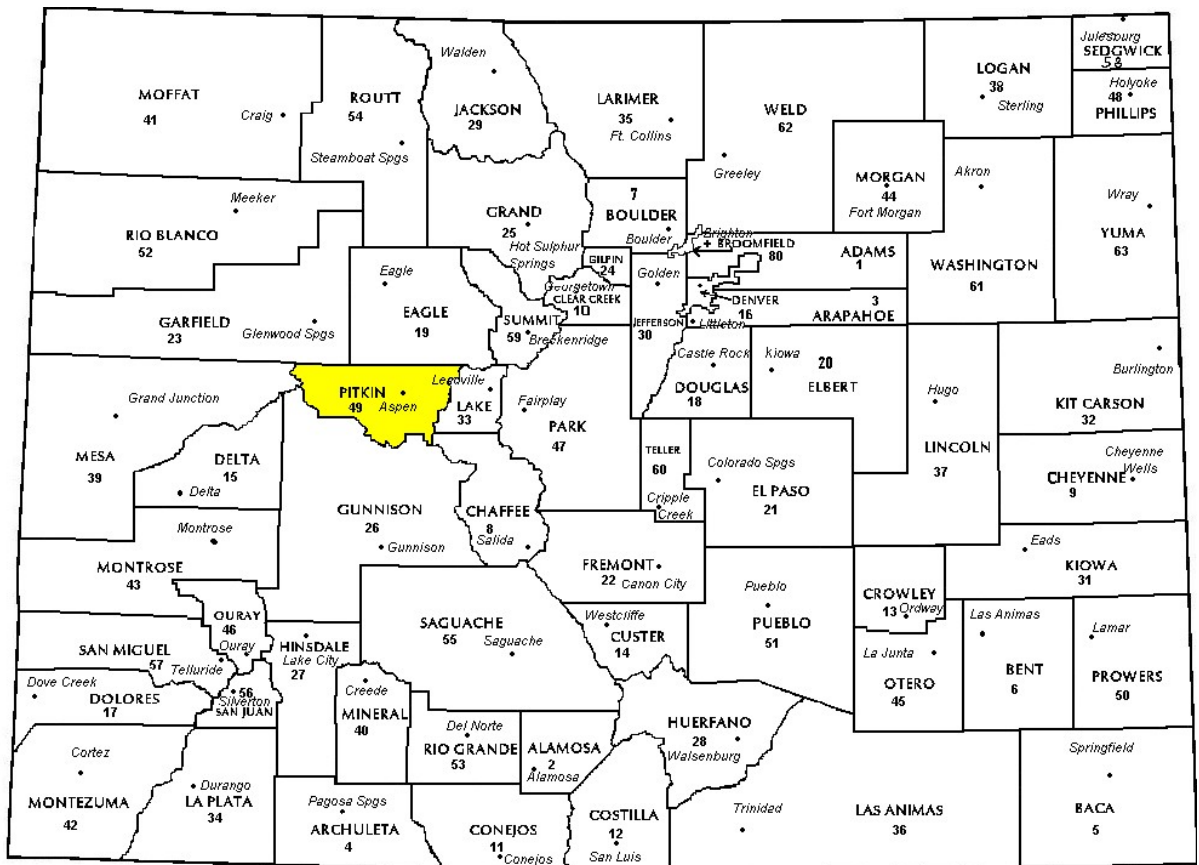 Julesburg
SEDGWICK
58
Walden
LOGAN
38
Sterling
Holyoke
48
PHILLIPS
MOFFAT
41
Craig
ROUTT
54
Steamboat Spgs
JACKSON
29
LARIMER
35
Ft. Collins
WELD
62
Greeley
MORGAN
44
Fort Morgan
Akron
WASHINGTON
61
Wray
YUMA
63
Meeker
RIO BLANCO
52
GRAND
25
Hot Sulphur
Springs
7
BOULDER
Boulder
Brighton
+ BROOMFIELD
80
ADAMS
1
GILPIN
24
Georgetown
CLEAR CREEK
10
Golden
JEFFERSON
30
DENVER
16
3
ARAPAHOE
Littleton
Eagle
EAGLE
19
SUMMIT
59
Breckenridge
GARFIELD
23
Glenwood Spgs
Castle Rock
DOUGLAS
18
Kiowa
20
ELBERT
Burlington
KIT CARSON
32
PITKIN
49
Aspen
Leadville
LAKE
33
Fairplay
PARK
47
Hugo
LINCOLN
37
Grand Junction
MESA
39
DELTA
15
Delta
TELLER
60
Cripple
Creek
Colorado Spgs
EL PASO
21
Cheyenne
Wells
CHEYENNE
9
GUNNISON
26
Gunnison
CHAFFEE
8
Salida
Montrose
MONTROSE
43
FREMONT
22
Canon City
Pueblo
PUEBLO
51
CROWLEY
13
Ordway
Eads
KIOWA
31
OURAY
46
Ouray
SAN MIGUEL
57
Telluride
HINSDALE
Lake City
27
SAGUACHE
55
Saguache
Westcliffe
CUSTER
14
La Junta
OTERO
45
Las Animas
BENT
6
Lamar
PROWERS
50
Dove Creek
DOLORES
17
56
Silverton
SAN JUAN
Creede
MINERAL
40
Del Norte
RIO GRANDE
53
ALAMOSA
2
Alamosa
HUERFANO
28
Walsenburg
Cortez
MONTEZUMA
42
Durango
LA PLATA
34
Pagosa Spgs
ARCHULETA
4
CONEJOS
11
Conejos
COSTILLA
12
San Luis
Trinidad
LAS ANIMAS
36
Springfield
BACA
5